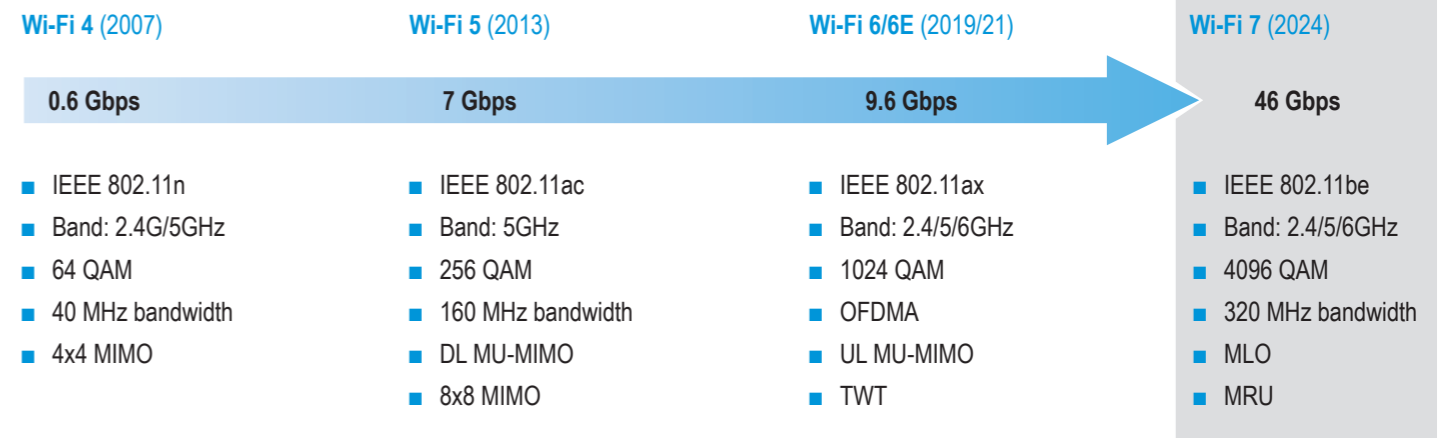 Wi-Fi 4 (2007)
0.6 Gbps
IEEE 802.11n
Band: 2.4G/5GHz
64 QAM
40 MHz bandwidth
4x4 MIMO
Wi-Fi 5 (2013)
7 Gbps
IEEE 802.11ac
Band: 5GHz
256 QAM
160 MHz bandwidth
DL MU-MIMO
8x8 MIMO
Wi-Fi 6/6E (2019/21)
9.6 Gbps
IEEE 802.11ax
Band: 2.4/5/6GHz
1024 QAM
OFDMA
UL MU-MIMO
TWT
Wi-Fi 7 (2024)
46 Gbps
IEEE 802.11be
Band: 2.4/5/6GHz
4096 QAM
320 MHz bandwidth
MLO
MRU